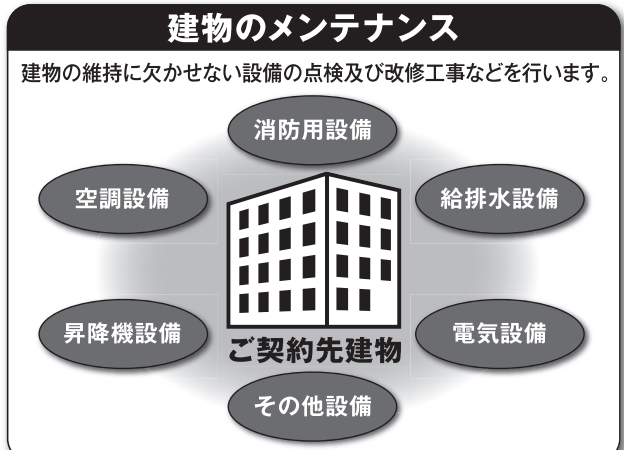 建物のメンテナンス
建物の維持に欠かせない設備の点検及び改修工事などを行います。
消防用設備
空調設備
給排水設備
昇降機設備
ご契約先建物
電気設備
その他設備